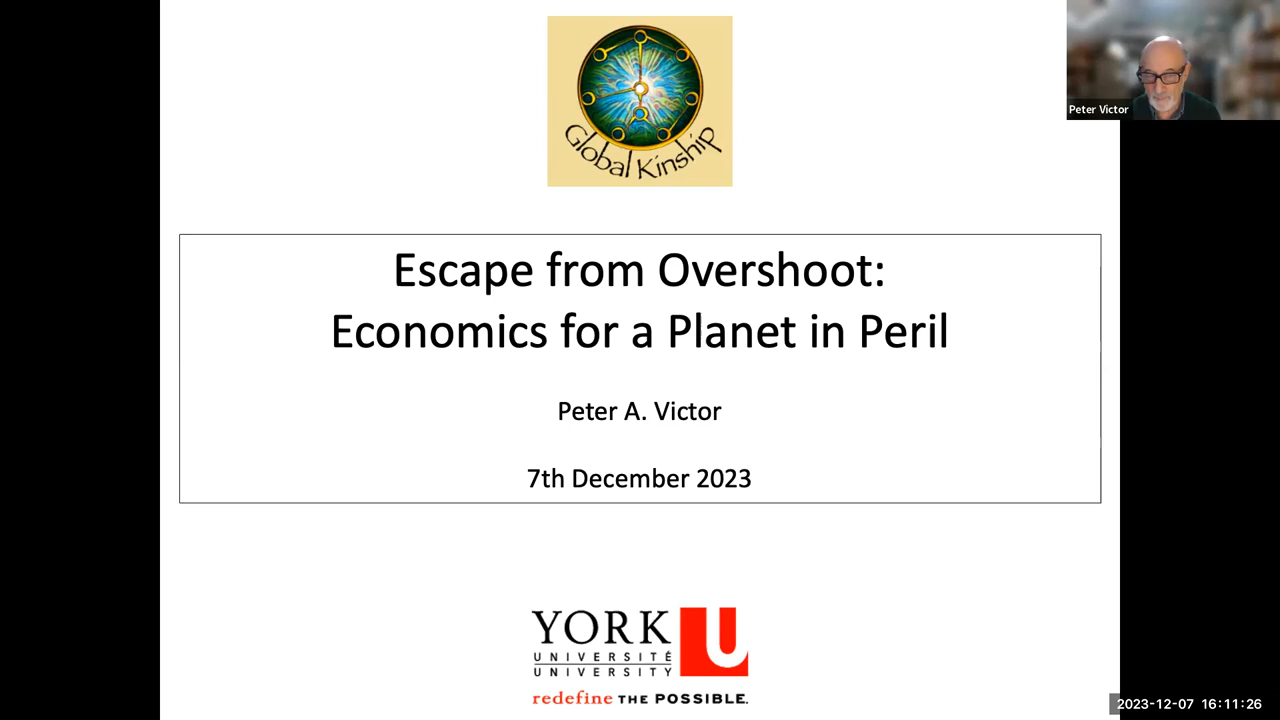 Global Kinship
Peter Victor
Escape from Overshoot:
Economics for a Planet in Peril
Peter A. Victor
7th December 2023
YORK U
UNIVERSITÉ
UNIVERSITY
redefine THE POSSIBLE.
2023-12-07 16:11:26